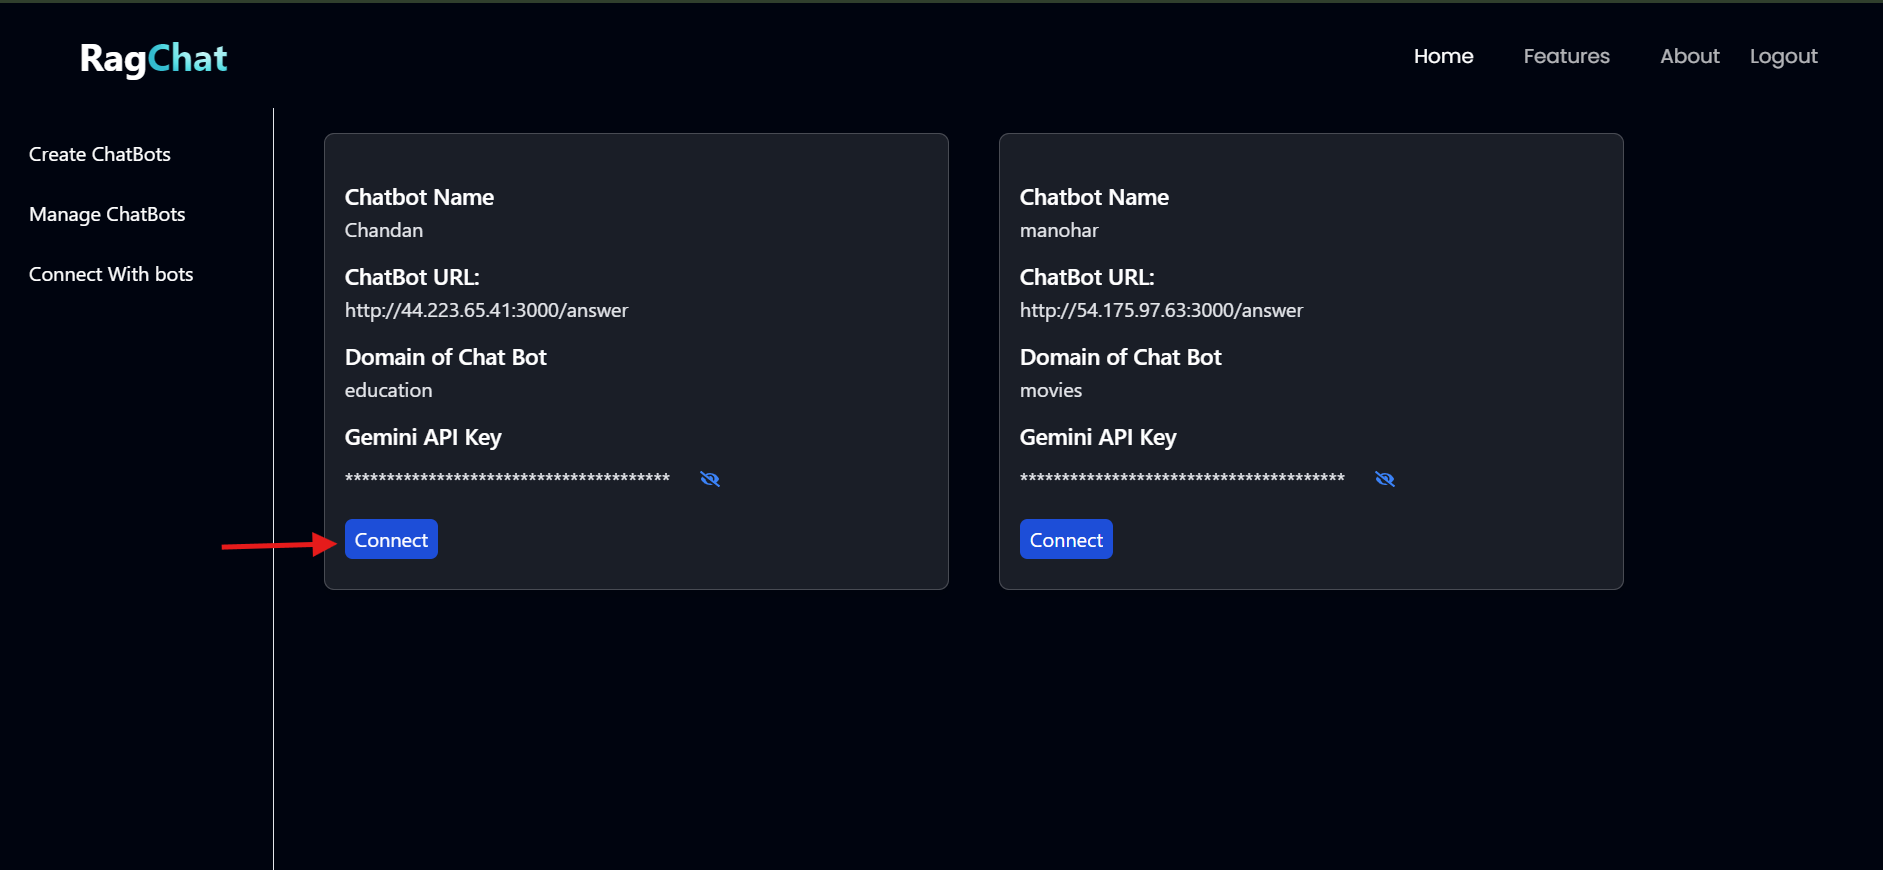 RagChat
Home Features About Logout
Create ChatBots
Manage ChatBots
Connect With bots
Chatbot Name
Chandan
ChatBot URL:
http://44.223.65.41:3000/answer
Domain of Chat Bot
education
Gemini API Key
***************************************
Connect
Chatbot Name
manohar
ChatBot URL:
http://54.175.97.63:3000/answer
Domain of Chat Bot
movies
Gemini API Key
***************************************
Connect